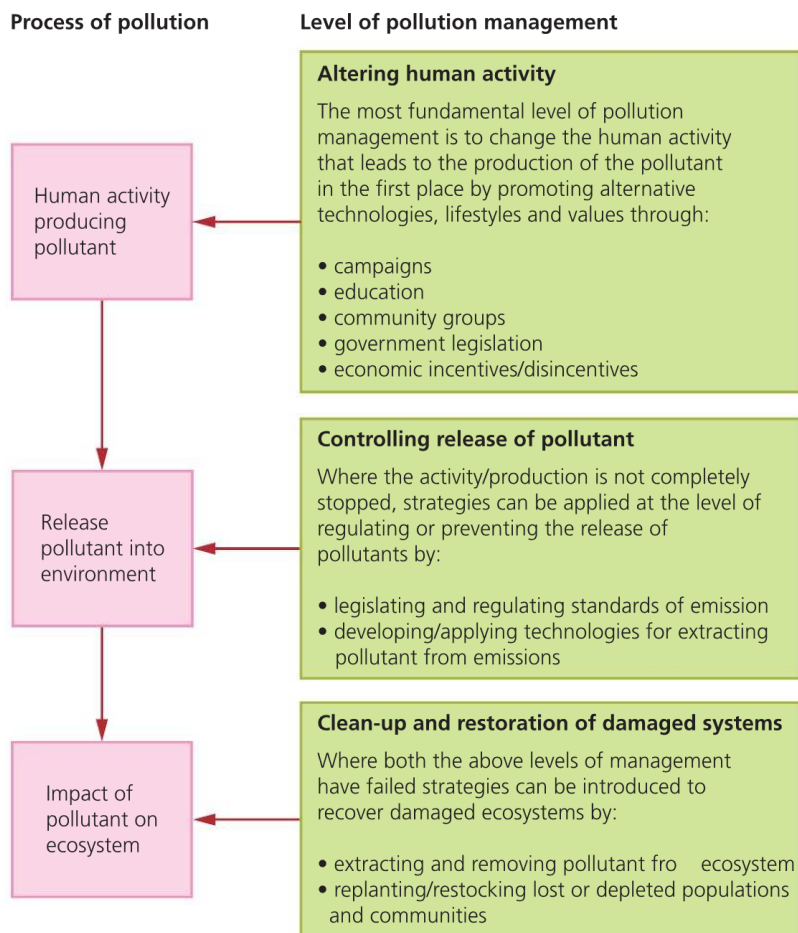 Process of pollution
Level of pollution management
Altering human activity
The most fundamental level of pollution
management is to change the human activity
that leads to the production of the pollutant
in the first place by promoting alternative
technologies, lifestyles and values through:
• campaigns
• education
• community groups
• government legislation
• economic incentives/disincentives
Human activity
producing
pollutant
Controlling release of pollutant
Where the activity/production is not completely
stopped, strategies can be applied at the level of
regulating or preventing the release of
pollutants by:
• legislating and regulating standards of emission
• developing/applying technologies for extracting
pollutant from emissions
Release
pollutant into
environment
Clean-up and restoration of damaged systems
Where both the above levels of management
have failed strategies can be introduced to
recover damaged ecosystems by:
• extracting and removing pollutant fro ecosystem
• replanting/restocking lost or depleted populations
and communities
Impact of
pollutant on
ecosystem